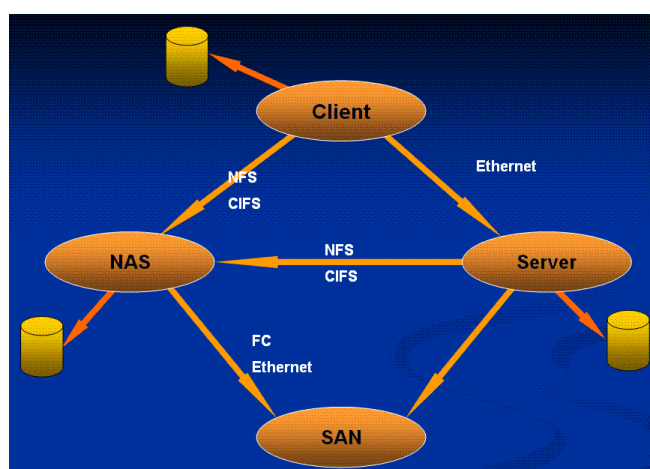 Client
Ethernet
NFS
CIFS
NFS
CIFS
NAS
Server
FC
Ethernet
SAN